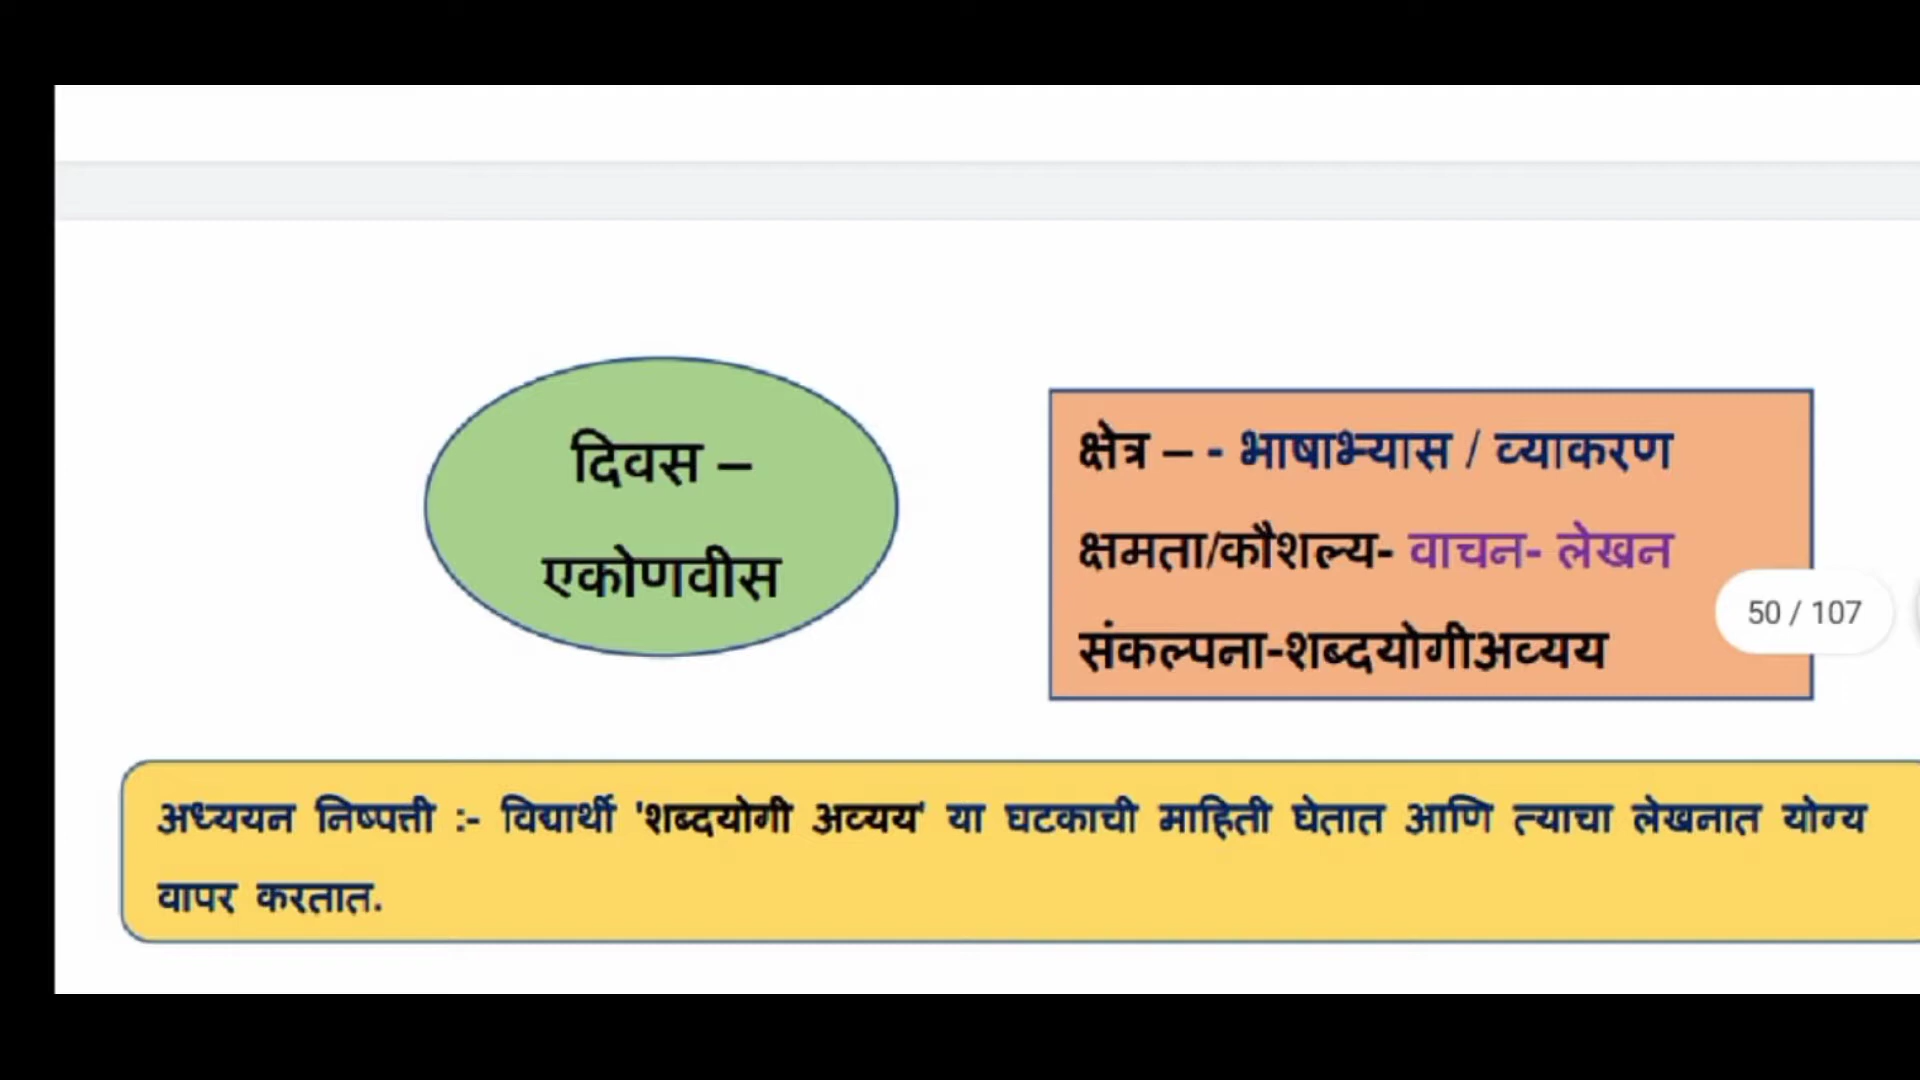 दिवस –
एकोणवीस
क्षेत्र – - भाषाभ्यास / व्याकरण
क्षमता/कौशल्य- वाचन- लेखन
संकल्पना-शब्दयोगीअव्यय
50 / 107
अध्ययन निष्पत्ती :- विद्यार्थी 'शब्दयोगी अव्यय' या घटकाची माहिती घेतात आणि त्याचा लेखनात योग्य
वापर करतात.